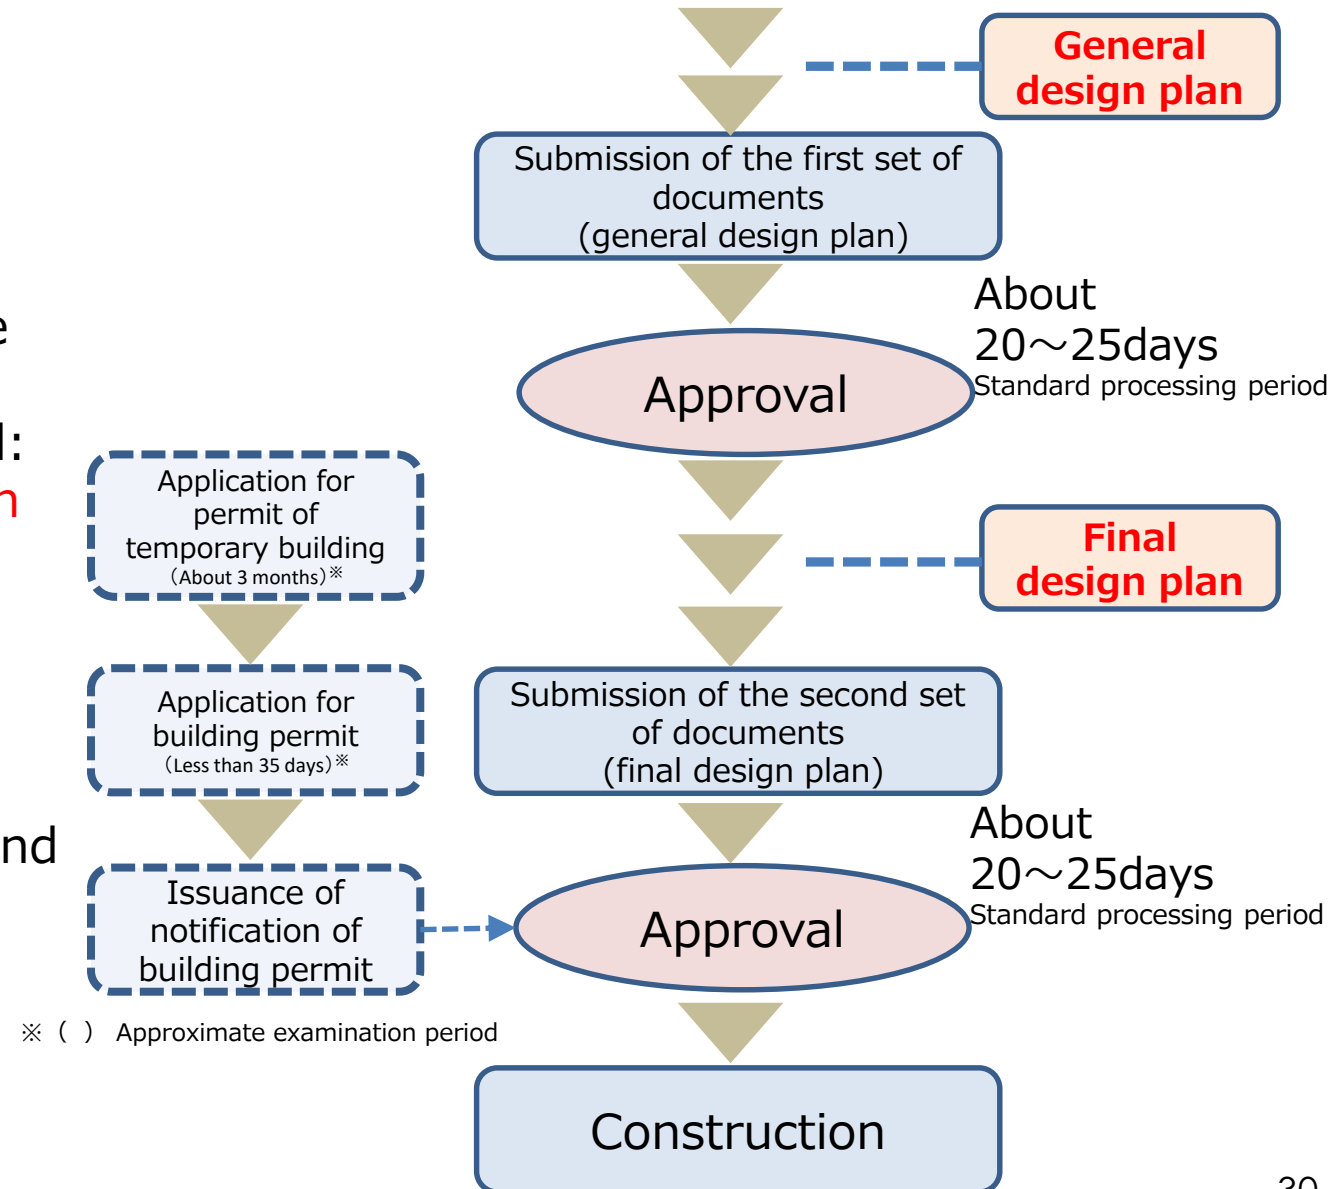 General
design plan
Submission of the first set of
documents
(general design plan)
About
20～25days
Standard processing period
Approval
e
l:
n
Application for
permit of
temporary building
(About 3 months)※
Final
design plan
Application for
building permit
(Less than 35 days)※
Submission of the second set
of documents
(final design plan)
About
20～25days
Standard processing period
nd
Issuance of
notification of
building permit
Approval
※ ( ) Approximate examination period
Construction
30